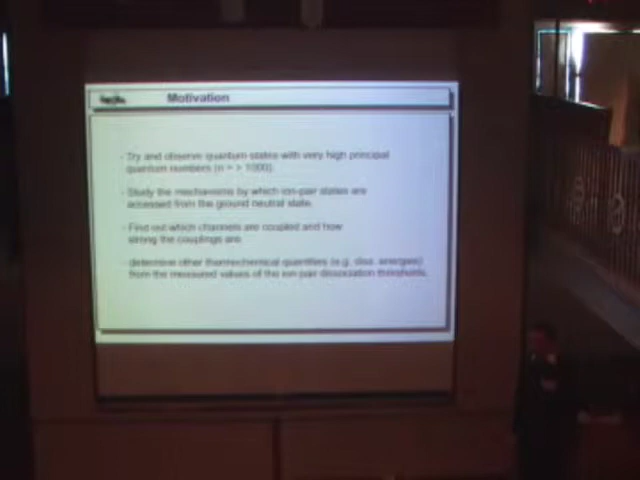 Motivation
- Try and observe quantum states with very high principal
quantum numbers (n = > 1000).
- Study the mechanisms by which ion-pair states are
accessed from the ground neutral state.
- Find out which channels are coupled and how
strong the couplings are.
- determine other thermochemical quantities (e.g. diss. energies)
from the measured values of the ion-pair dissociation thresholds.